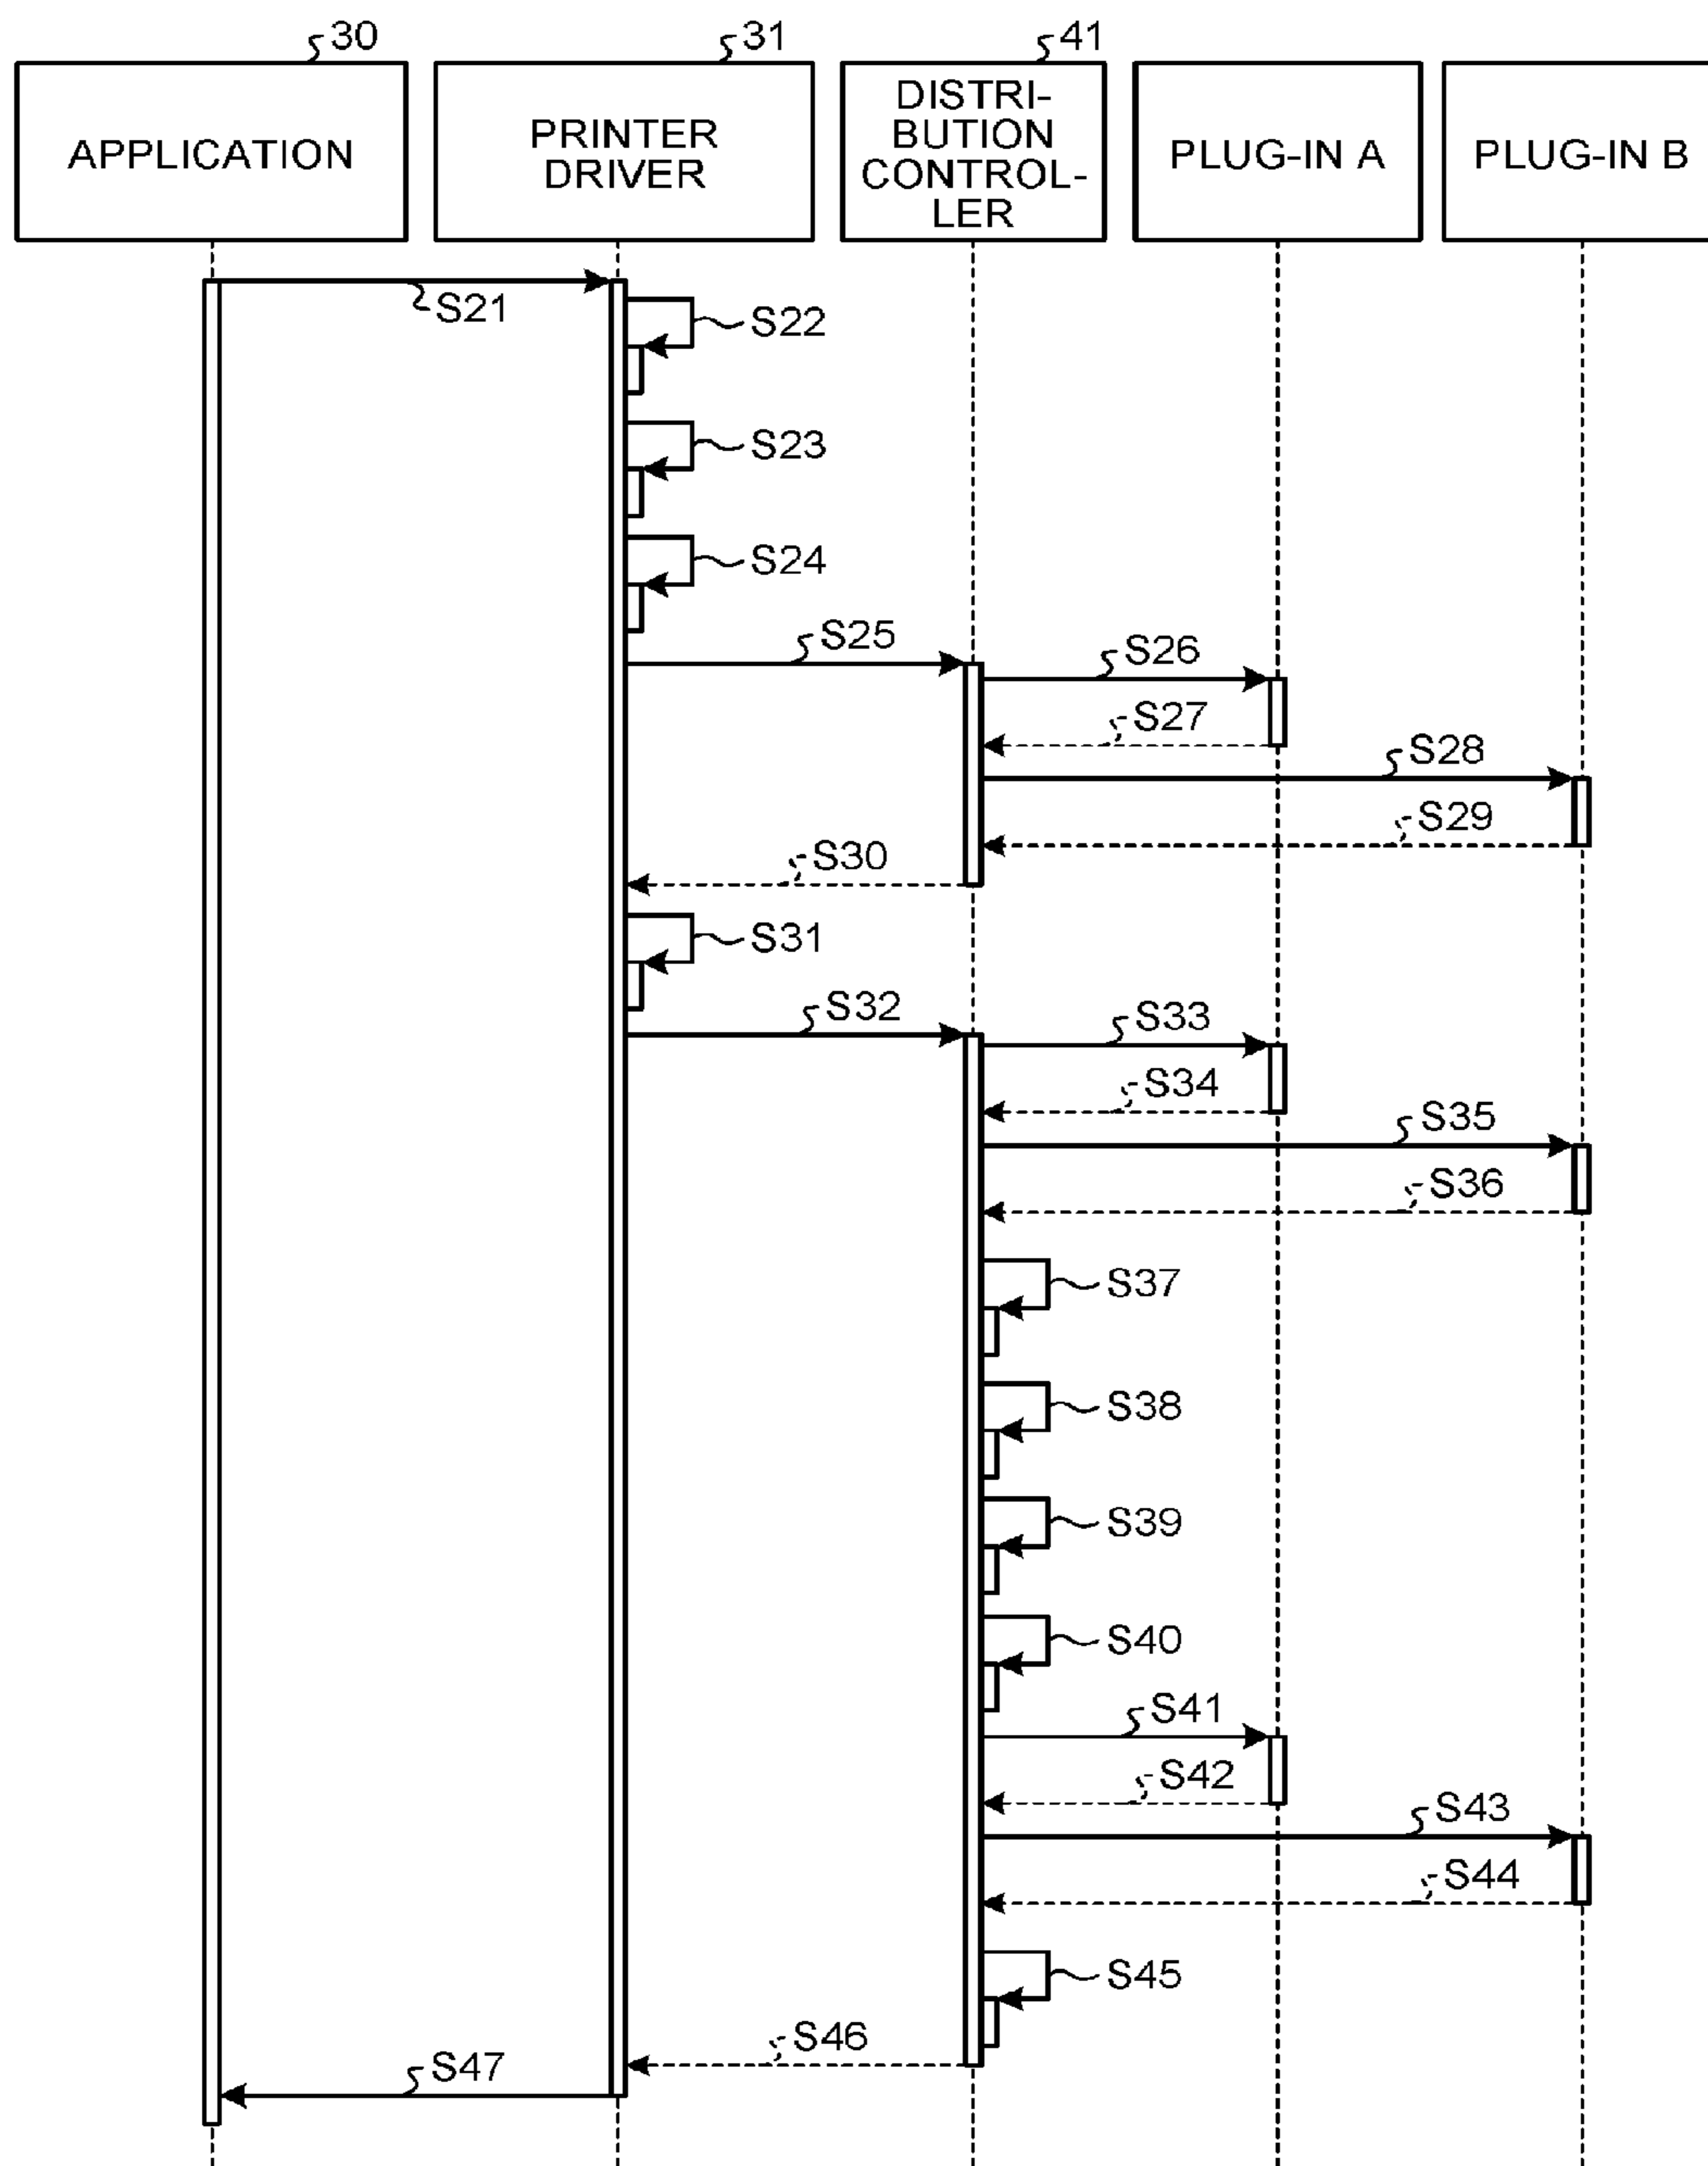 30
31
41
APPLICATION
PRINTER
DRIVER
DISTRI-
BUTION
CONTROL-
LER
PLUG-IN A
PLUG-IN B
S21
S22
S23
S24
S25
S26
S27
S28
S29
S30
S31
S32
S33
S34
S35
S36
S37
S38
S39
S40
S41
S42
S43
S44
S45
S46
S47